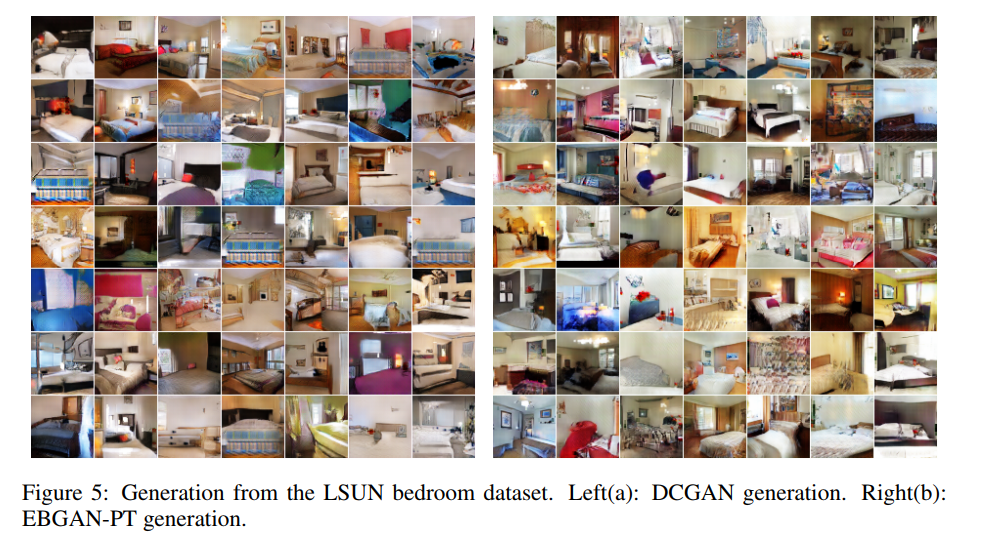 Figure 5: Generation from the LSUN bedroom dataset. Left(a): DCGAN generation. Right(b):
EBGAN-PT generation.